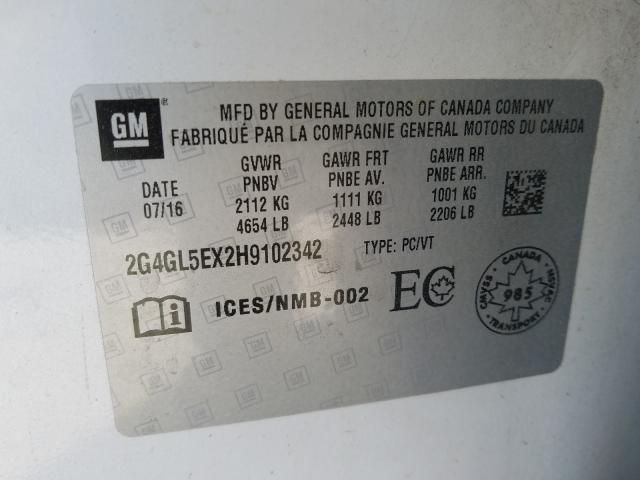 GM
MFD BY GENERAL MOTORS OF CANADA COMPANY
FABRIQUÉ PAR LA COMPAGNIE GENERAL MOTORS DU CANADA
DATE
07/16
GVWR
PNBV
2112 KG
4654 LB
GAWR FRT
PNBE AV.
1111 KG
2448 LB
GAWR RR
PNBE ARR.
1001 KG
2206 LB
2G4GL5EX2H9102342
TYPE: PC/VT
ICES/NMB-002
EC
CANADA
CMVSS
NSVAC
985
TRANSPORT